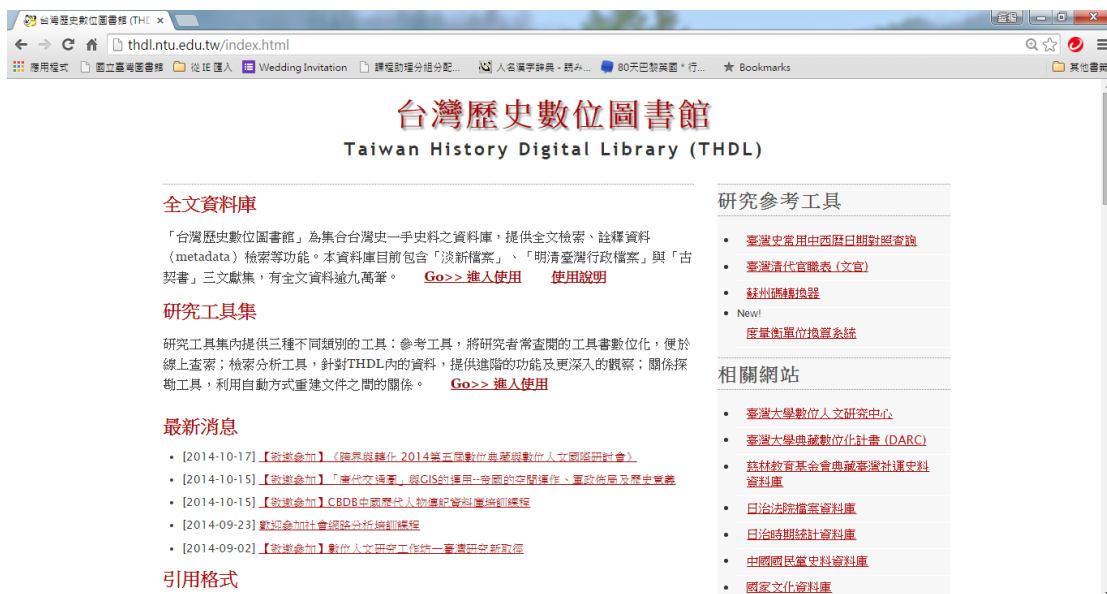 台灣歷史數位圖書館 (THD
thdl.ntu.edu.tw/index.html
應用程式
國立臺灣圖書館
從 IE 匯入
Wedding Invitation
課程助理分組分配...
人名漢字辞典 - 読み...
80天巴黎英國 * 行...
Bookmarks
其他書籤
台灣歷史數位圖書館
Taiwan History Digital Library (THDL)
全文資料庫
「台灣歷史數位圖書館」為集合台灣史一手史料之資料庫，提供全文檢索、詮釋資料
（metadata）檢索等功能。本資料庫目前包含「淡新檔案」、「明清臺灣行政檔案」與「古
契書」三文獻集，有全文資料逾九萬筆。 Go>> 進入使用 使用說明
研究工具集
研究工具集內提供三種不同類別的工具：參考工具，將研究者常查閱的工具書數位化，便於
線上查索；檢索分析工具，針對THDL內的資料，提供進階的功能及更深入的觀察；關係探
勘工具，利用自動方式重建文件之間的關係。 Go>> 進入使用
最新消息
[2014-10-17] 【敬邀參加】《跨界與轉化 2014第五屆數位典藏與數位人文國際研討會》
[2014-10-15] 【敬邀參加】「唐代交通圖」與GIS的運用--帝國的空間運作、軍政佈局及歷史意義
[2014-10-15] 【敬邀參加】CBDB中國歷代人物傳紀資料庫培訓課程
[2014-09-23] 歡迎參加社會網路分析培訓課程
[2014-09-02] 【敬邀參加】數位人文研究工作坊—臺灣研究新取徑
引用格式
研究參考工具
臺灣史常用中西曆日期對照查詢
臺灣清代官職表 (文官)
蘇州碼轉換器
New!
度量衡單位換算系統
相關網站
臺灣大學數位人文研究中心
臺灣大學典藏數位化計畫 (DARC)
慈林教育基金會典藏臺灣社運史料
資料庫
日治法院檔案資料庫
日治時期統計資料庫
中國國民黨史料資料庫
國家文化資料庫